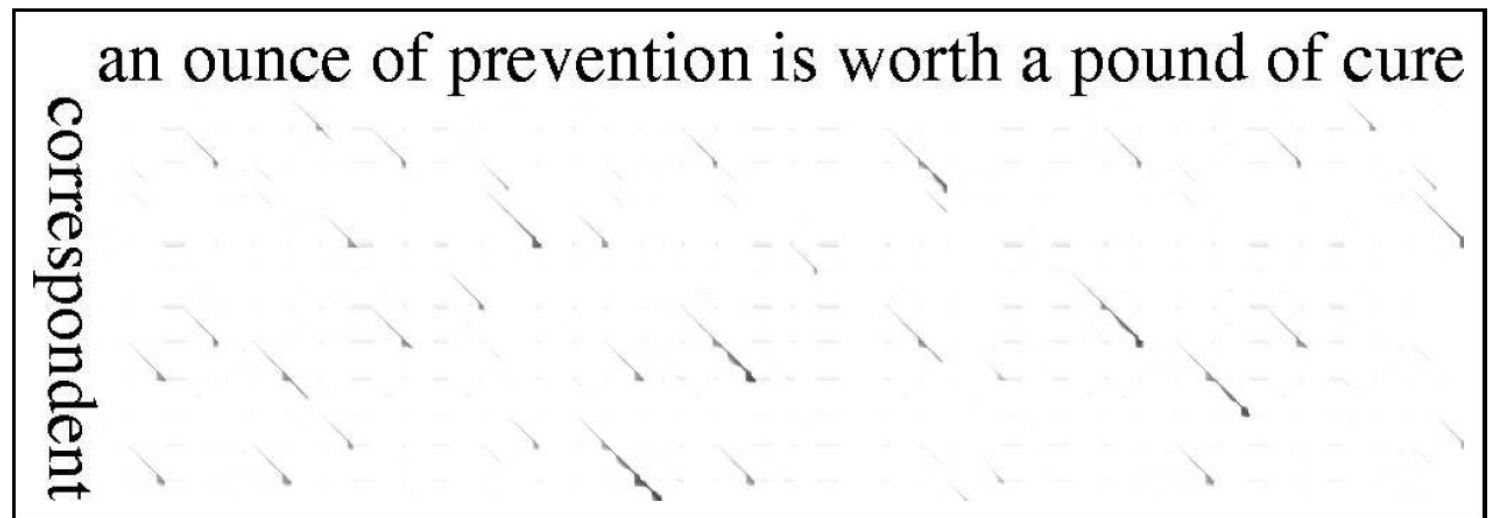 an ounce of prevention is worth a pound of cure
correspondent